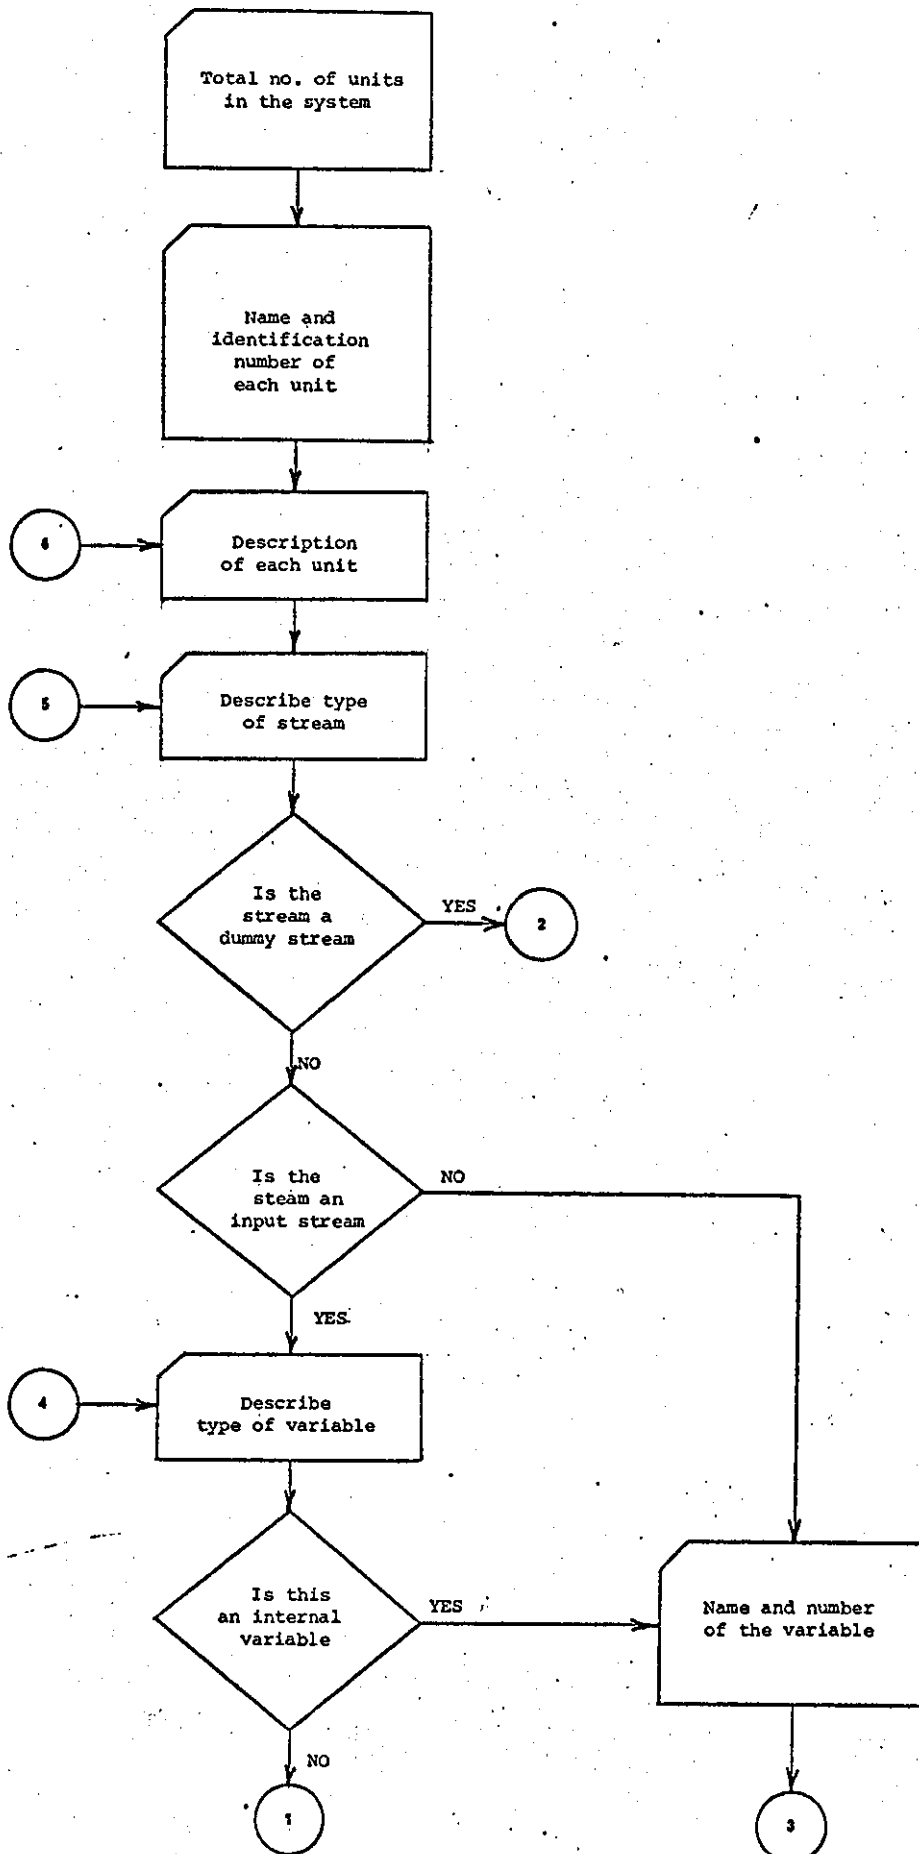 Total no. of units
in the system
Name and
identification
number of
each unit
6
Description
of each unit
5
Describe type
of stream
Is the
stream a
dummy stream
YES
2
NO
Is the
steam an
input stream
NO
YES
4
Describe
type of variable
Is this
an internal
variable
YES
Name and number
of the variable
NO
1
3